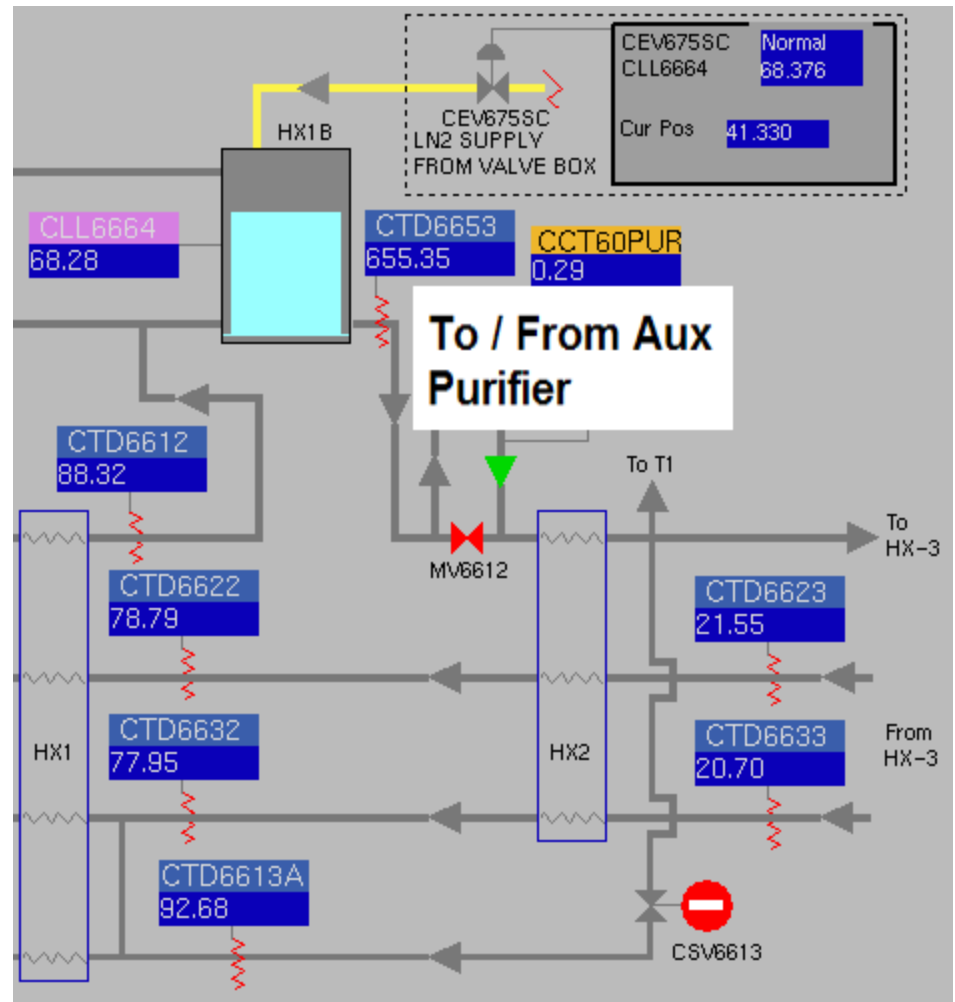 CEV675SC Normal
CLL6664 68.376
Cur Pos 41.330
CEV675SC
LN2 SUPPLY
FROM VALVE BOX
HX1B
CLL6664
68.28
CTD6653
655.35
CCT60PUR
0.29
To / From Aux
Purifier
CTD6612
88.32
To T1
To
HX-3
MV6612
CTD6622
78.79
CTD6623
21.55
CTD6632
77.95
HX1
HX2
CTD6633
20.70
From
HX-3
CTD6613A
92.68
CSV6613